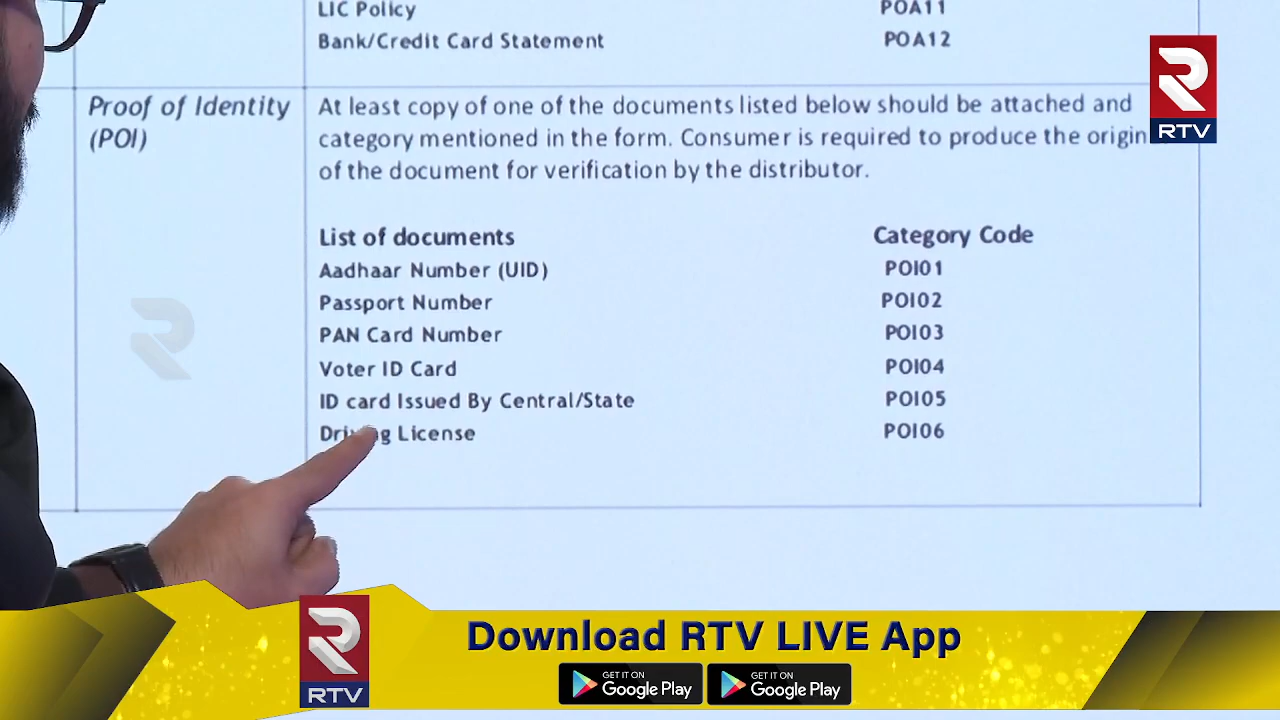 LIC Policy POA11
Bank/Credit Card Statement POA12
Proof of Identity
(POI)
At least copy of one of the documents listed below should be attached and
category mentioned in the form. Consumer is required to produce the
of the document for verification by the distributor.
List of documents Category Code
Aadhaar Number (UID) POI01
Passport Number POI02
PAN Card Number POI03
Voter ID Card POI04
ID card Issued By Central/State POI05
Driving License POI06
RTV
Download RTV LIVE App
RTV
GET IT ON
Google Play
GET IT ON
Google Play